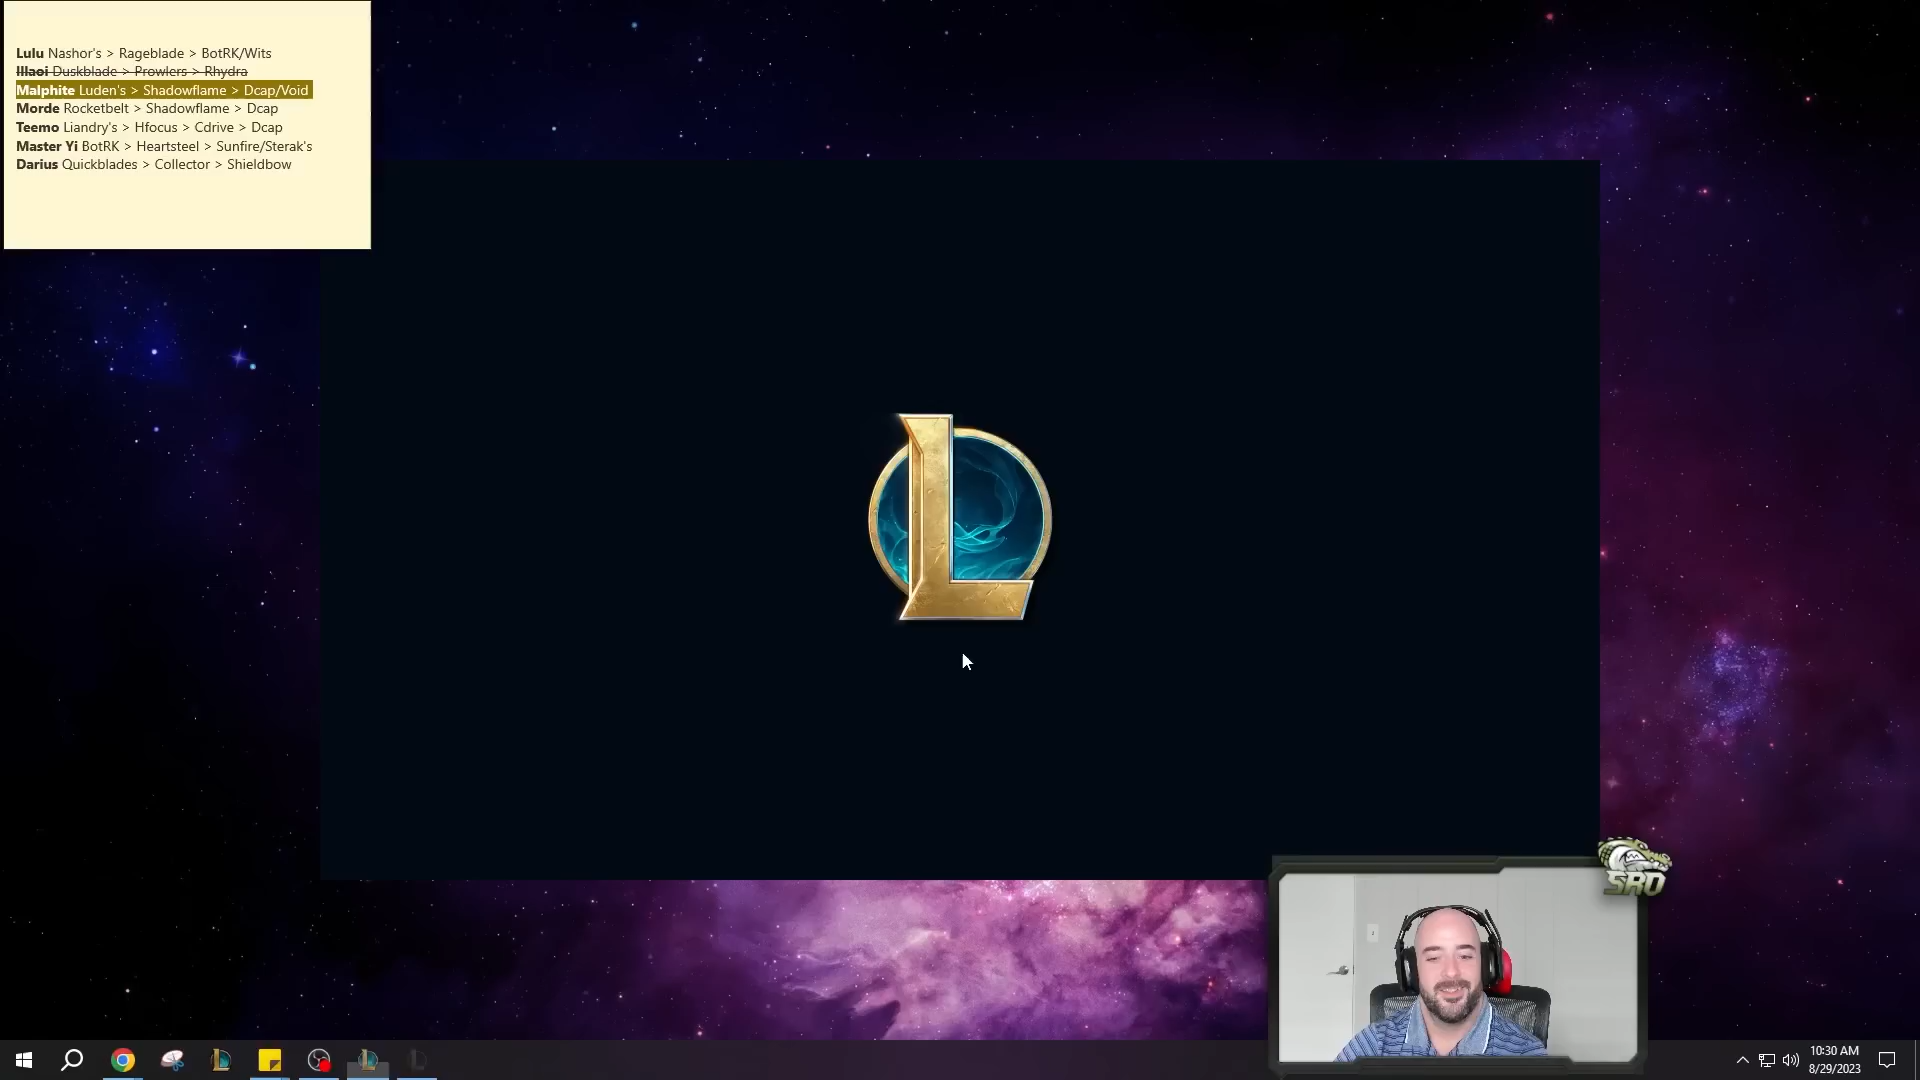 Lulu Nashor's > Rageblade > BotRK/Wits
Illaoi Duskblade > Prowlers > Rhydra
Malphite Luden's > Shadowflame > Dcap/Void
Morde Rocketbelt > Shadowflame > Dcap
Teemo Liandry's > Hfocus > Cdrive > Dcap
Master Yi BotRK > Heartsteel > Sunfire/Sterak's
Darius Quickblades > Collector > Shieldbow
L
SRO
10:30 AM
8/29/2023